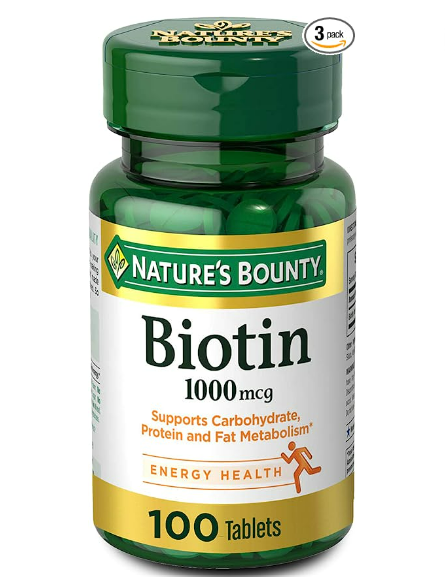 NATURE'S BOUNTY
3 pack
NATURE'S BOUNTY®
Biotin
1000 mcg
Supports Carbohydrate,
Protein and Fat Metabolism*
ENERGY HEALTH
100 Tablets